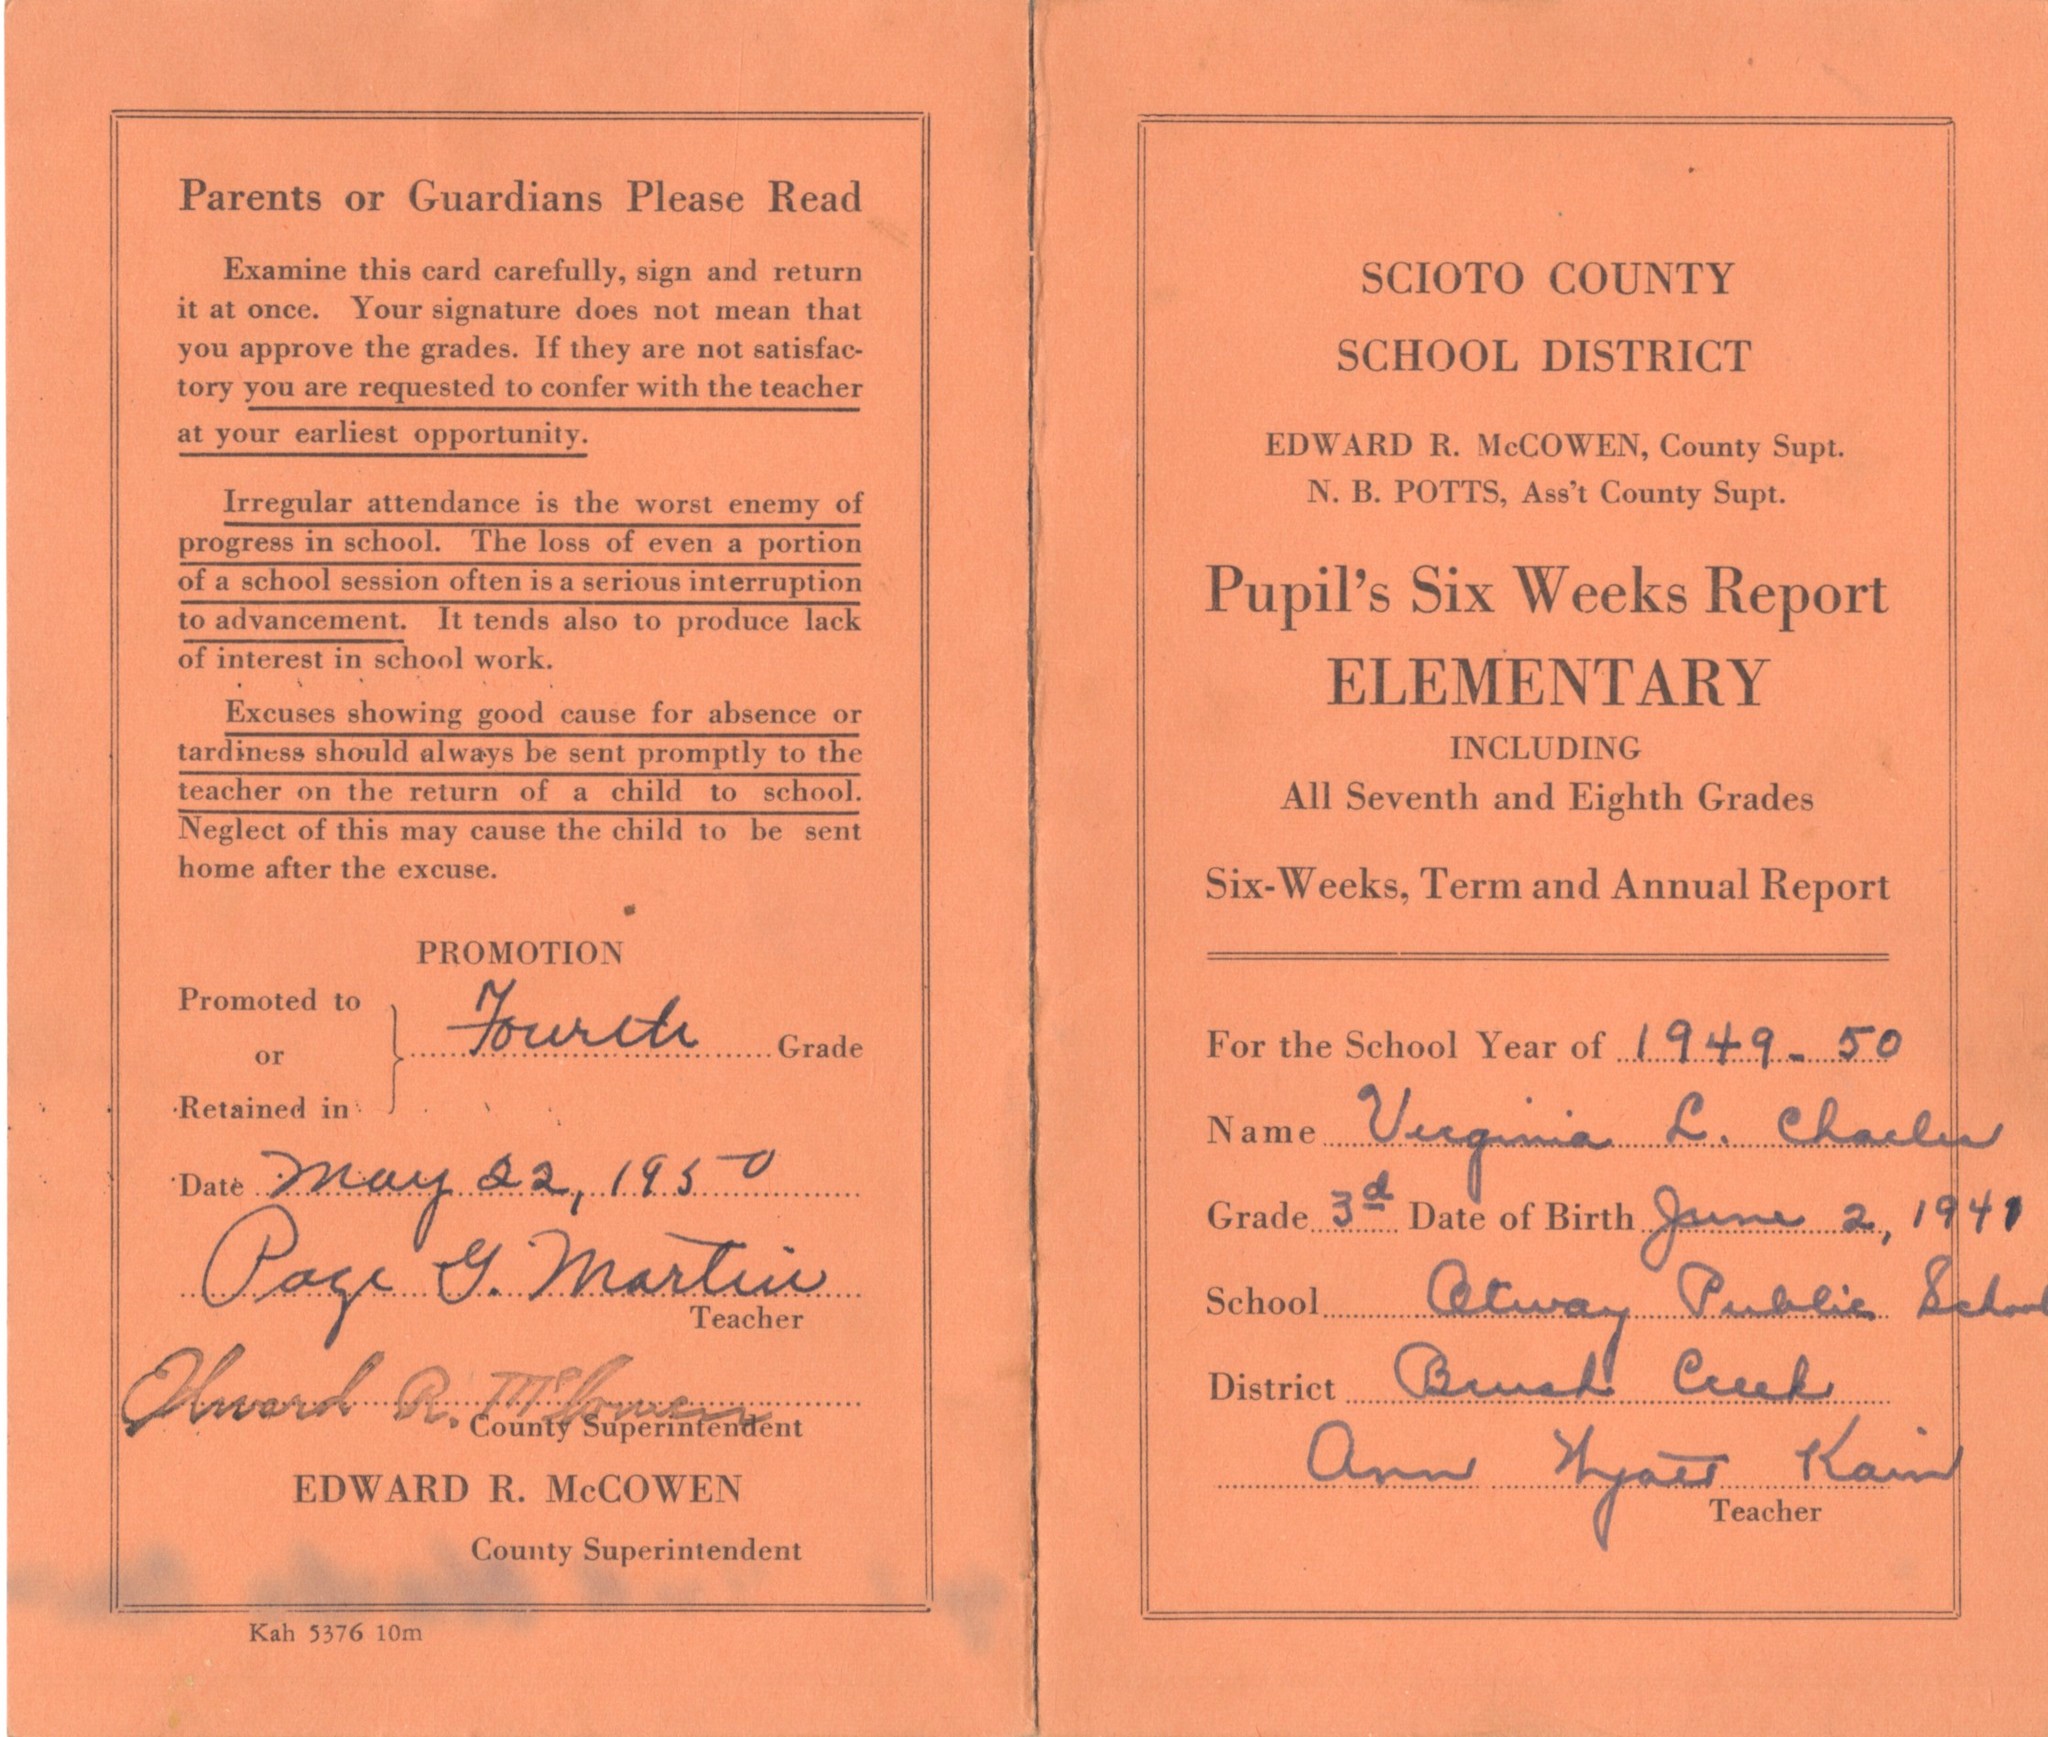 Parents or Guardians Please Read
Examine this card carefully, sign and return
it at once. Your signature does not mean that
you approve the grades. If they are not satisfac-
tory you are requested to confer with the teacher
at your earliest opportunity.
Irregular attendance is the worst enemy of
progress in school. The loss of even a portion
of a school session often is a serious interruption
to advancement. It tends also to produce lack
of interest in school work.
Excuses showing good cause for absence or
tardiness should always be sent promptly to the
teacher on the return of a child to school.
Neglect of this may cause the child to be sent
home after the excuse.
PROMOTION
Promoted to
or
Retained in
Fourth Grade
Date May 22, 1950
Page G. Martin
Teacher
Edward R. McCowen
County Superintendent
EDWARD R. McCOWEN
County Superintendent
Kah 5376 10m
SCIOTO COUNTY
SCHOOL DISTRICT
EDWARD R. McCOWEN, County Supt.
N. B. POTTS, Ass't County Supt.
Pupil's Six Weeks Report
ELEMENTARY
INCLUDING
All Seventh and Eighth Grades
Six-Weeks, Term and Annual Report
For the School Year of 1949-50
Name Virginia L. Charles
Grade 3rd Date of Birth June 2, 1941
School Otway Public School
District Brush Creek
Ann Wyatt Kain
Teacher